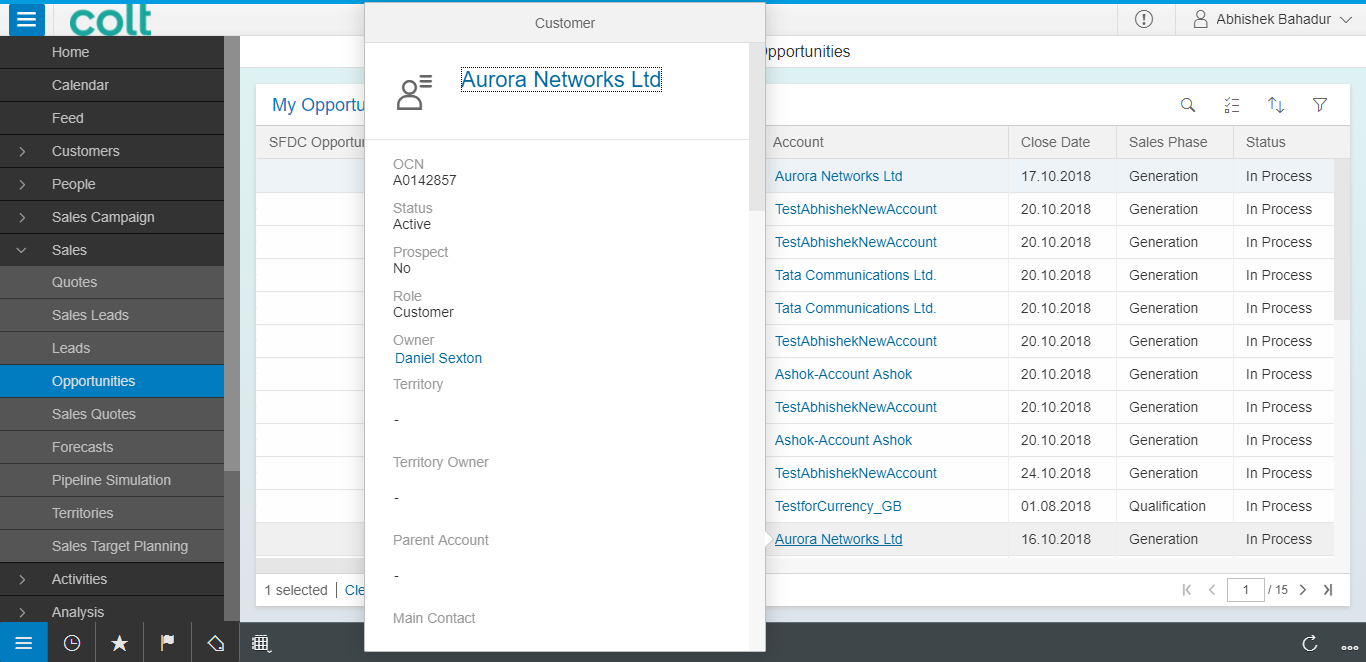 colt
Abhishek Bahadur
Home
Calendar
Feed
Customers
People
Sales Campaign
Sales
Quotes
Sales Leads
Leads
Opportunities
Sales Quotes
Forecasts
Pipeline Simulation
Territories
Sales Target Planning
Activities
Analysis
Customer
Aurora Networks Ltd
OCN
A0142857
Status
Active
Prospect
No
Role
Customer
Owner
Daniel Sexton
Territory
-
Territory Owner
-
Parent Account
-
Main Contact
pportunities
My Opportu
SFDC Opportu
Account Close Date Sales Phase Status
Aurora Networks Ltd 17.10.2018 Generation In Process
TestAbhishekNewAccount 20.10.2018 Generation In Process
TestAbhishekNewAccount 20.10.2018 Generation In Process
Tata Communications Ltd. 20.10.2018 Generation In Process
Tata Communications Ltd. 20.10.2018 Generation In Process
TestAbhishekNewAccount 20.10.2018 Generation In Process
Ashok-Account Ashok 20.10.2018 Generation In Process
TestAbhishekNewAccount 20.10.2018 Generation In Process
Ashok-Account Ashok 20.10.2018 Generation In Process
TestAbhishekNewAccount 24.10.2018 Generation In Process
TestforCurrency_GB 01.08.2018 Qualification In Process
Aurora Networks Ltd 16.10.2018 Generation In Process
1 selected | Cle
1 / 15